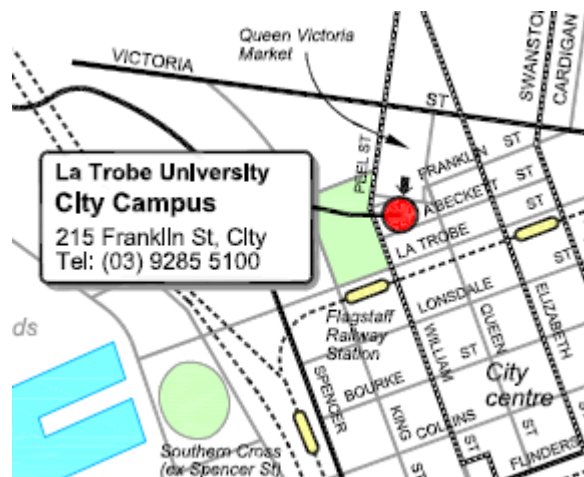 Queen Victoria
Market
VICTORIA
ST
SWANSTON
CARDIGAN
PEEL ST
FRANKLIN
ST
ABECKETT
ST
LA TROBE
ST
La Trobe University
City Campus
215 Franklin St, City
Tel: (03) 9285 5100
LONSDALE
ST
ds
Flagstaff
Railway
Station
WILLIAM
ST
QUEEN
ST
ELIZABETH
SPENCER
BOURKE
ST
KING
ST
COLLINS
ST
City
centre
FLINDERS
Southern Cross
(ex Spencer St)